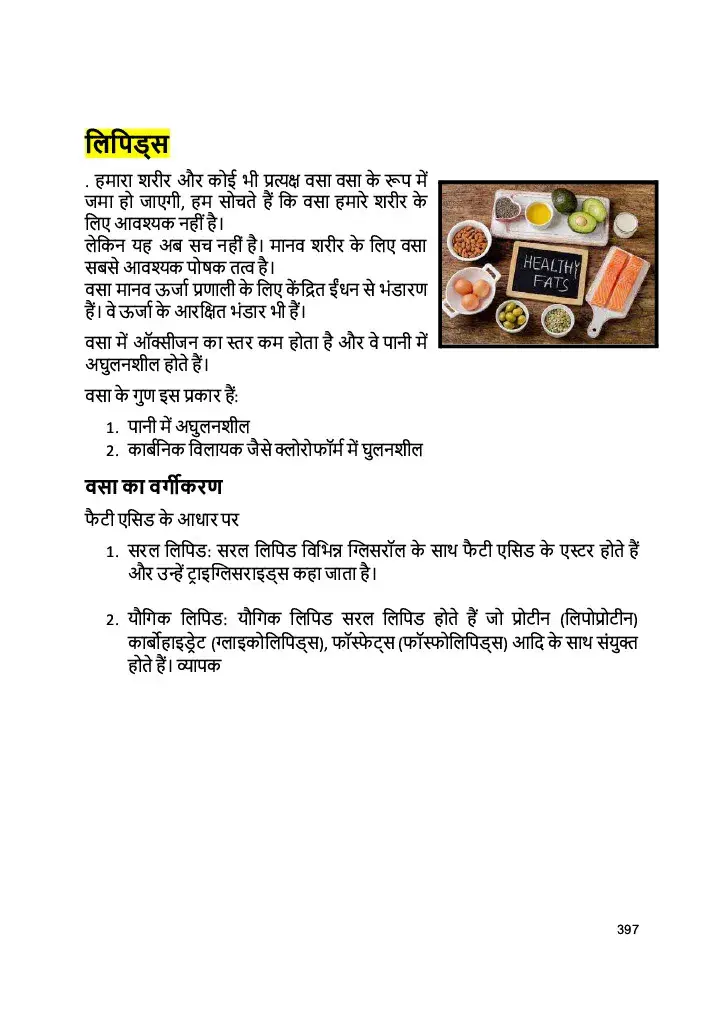 लिपिड्स
. हमारा शरीर और कोई भी प्रत्यक्ष वसा वसा के रूप में
जमा हो जाएगी, हम सोचते हैं कि वसा हमारे शरीर के
लिए आवश्यक नहीं है।
लेकिन यह अब सच नहीं है। मानव शरीर के लिए वसा
सबसे आवश्यक पोषक तत्व है।
वसा मानव ऊर्जा प्रणाली के लिए केंद्रित ईंधन से भंडारण
हैं। वे ऊर्जा के आरक्षित भंडार भी हैं।
HEALTHY
FATS
वसा में ऑक्सीजन का स्तर कम होता है और वे पानी में
अघुलनशील होते हैं।
वसा के गुण इस प्रकार हैं:
1. पानी में अघुलनशील
2. कार्बनिक विलायक जैसे क्लोरोफॉर्म में घुलनशील
वसा का वर्गीकरण
फैटी एसिड के आधार पर
1. सरल लिपिड: सरल लिपिड विभिन्न ग्लिसरॉल के साथ फैटी एसिड के एस्टर होते हैं
और उन्हें ट्राइग्लिसराइड्स कहा जाता है।
2. यौगिक लिपिड: यौगिक लिपिड सरल लिपिड होते हैं जो प्रोटीन (लिपोप्रोटीन)
कार्बोहाइड्रेट (ग्लाइकोलिपिड्स), फॉस्फेट्स (फॉस्फोलिपिड्स) आदि के साथ संयुक्त
होते हैं। व्यापक
397